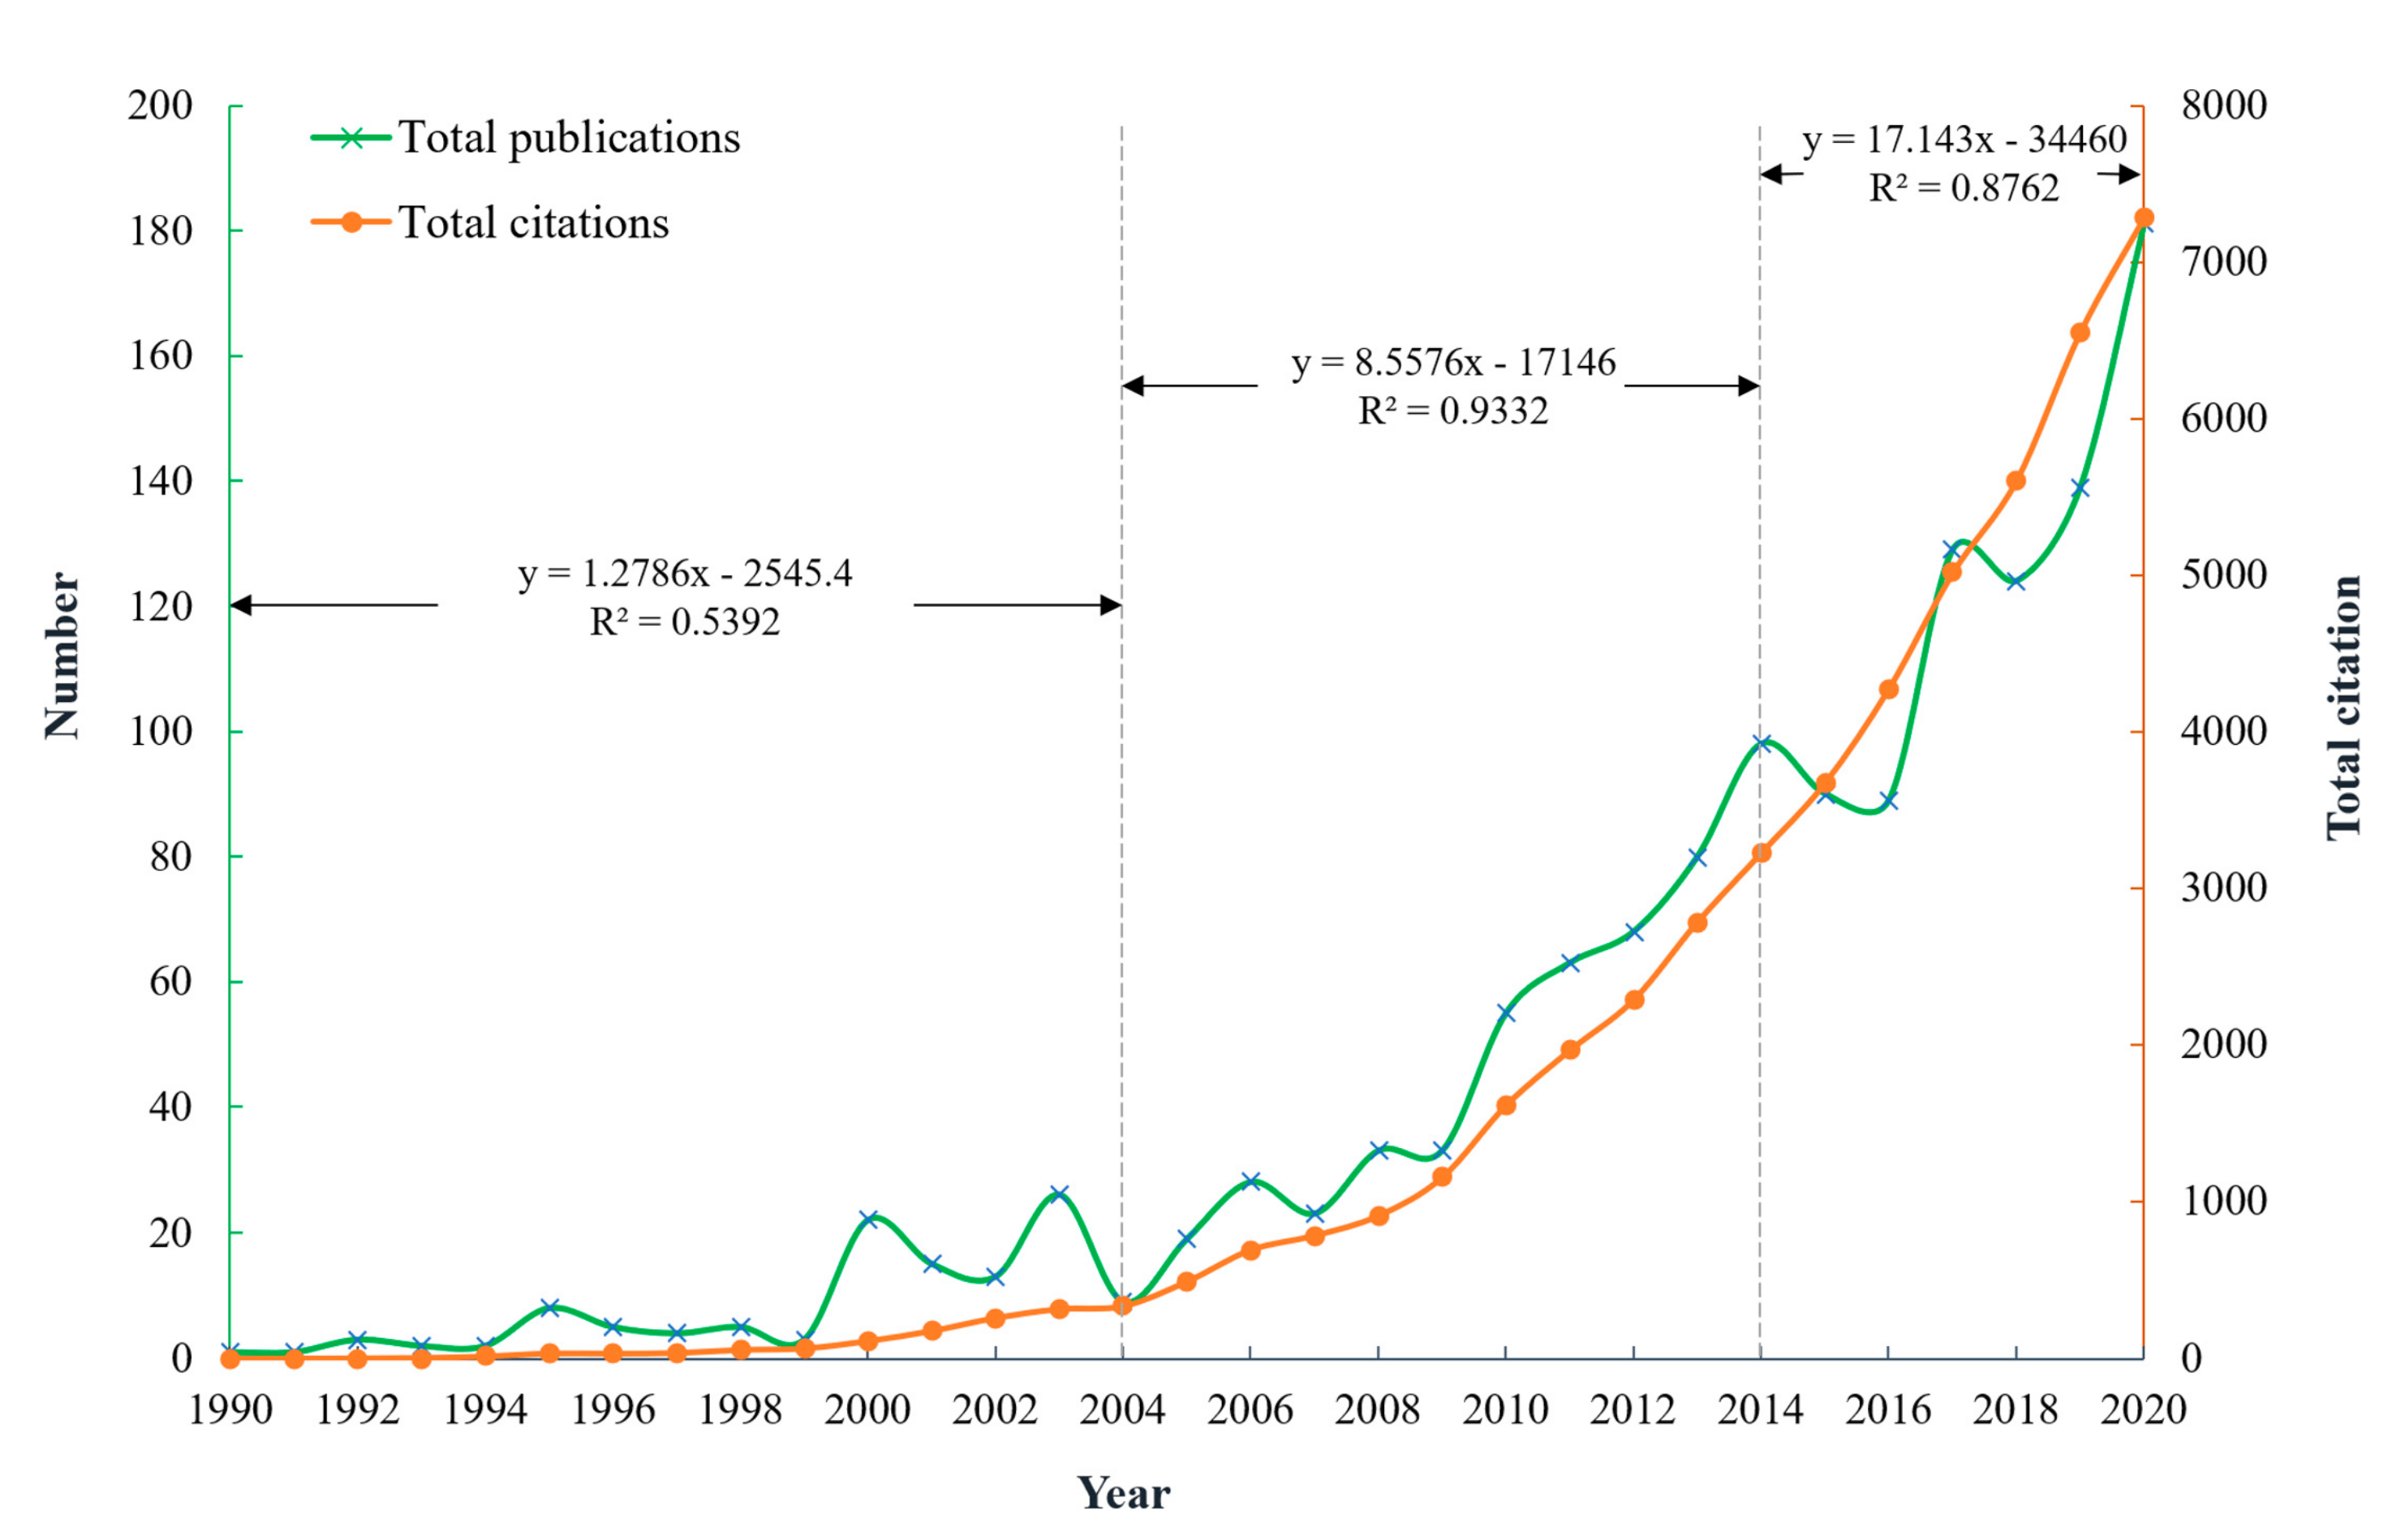 Total publications
Total citations
y = 17.143x - 34460
R² = 0.8762
y = 8.5576x - 17146
R² = 0.9332
y = 1.2786x - 2545.4
R² = 0.5392
Number
200
180
160
140
120
100
80
60
40
20
0
8000
7000
6000
5000
4000
3000
2000
1000
0
Total citation
1990 1992 1994 1996 1998 2000 2002 2004 2006 2008 2010 2012 2014 2016 2018 2020
Year